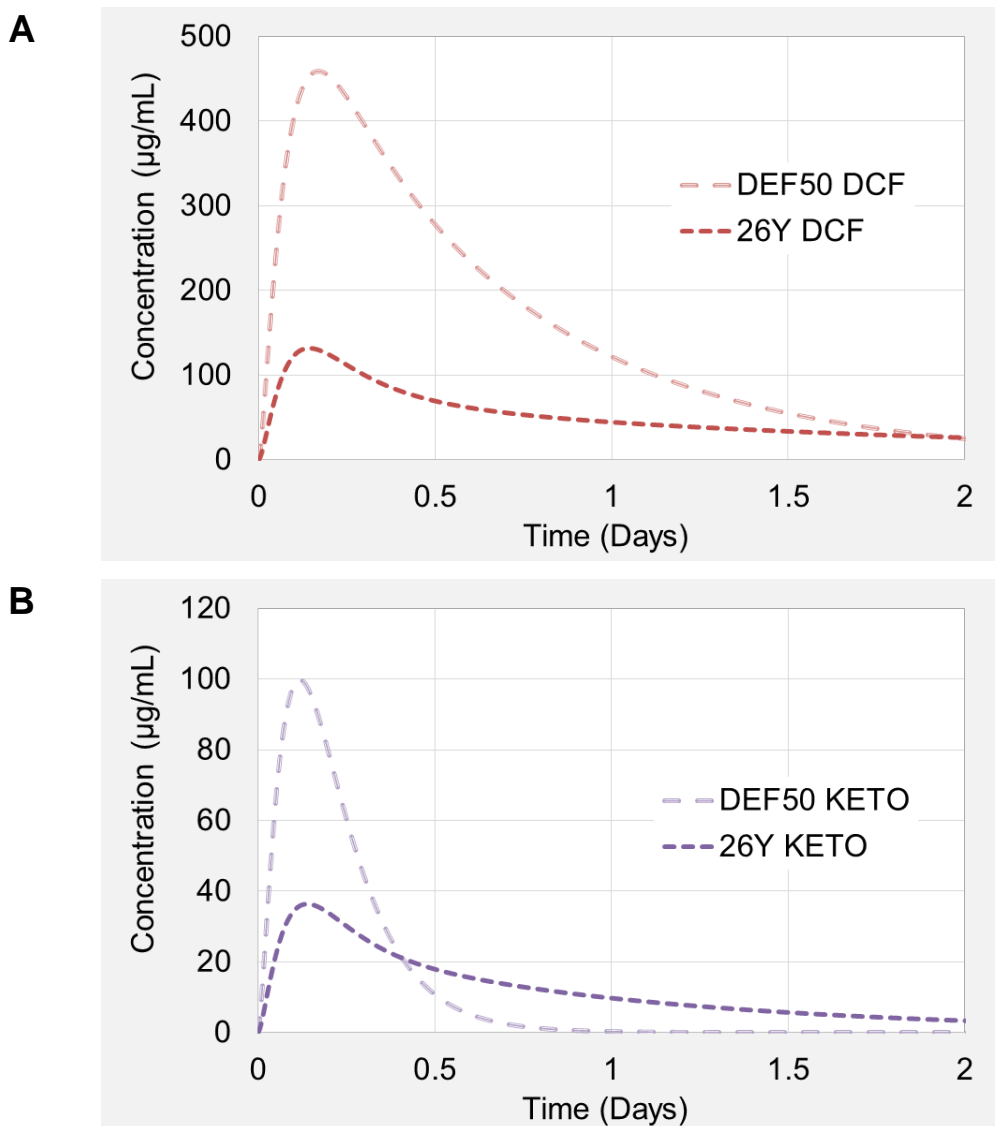 A
Concentration (µg/mL)
500
400
300
200
100
0
DEF50 DCF
26Y DCF
0 0.5 1 1.5 2
Time (Days)
B
Concentration (µg/mL)
120
100
80
60
40
20
0
DEF50 KETO
26Y KETO
0 0.5 1 1.5 2
Time (Days)